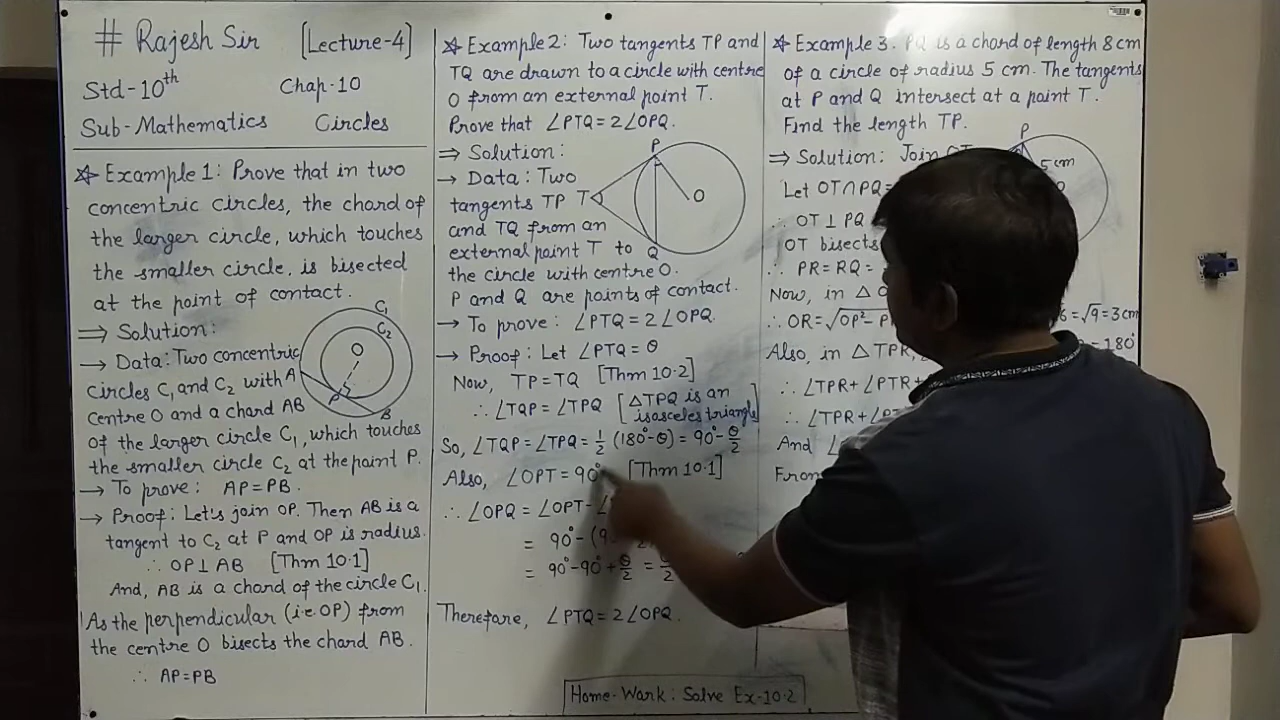 # Rajesh Sir [Lecture-4]
Std-10th Chap-10
Sub-Mathematics Circles
☆ Example 1: Prove that in two
concentric circles, the chord of
the larger circle, which touches
the smaller circle, is bisected
at the point of contact.
⇒ Solution:
→ Data: Two concentric
circles C₁ and C₂ with
centre O and a chord AB
of the larger circle C₁, which touches
the smaller circle C₂ at the point P.
→ To prove: AP=PB.
→ Proof: Let's join OP. Then AB is a
tangent to C₂ at P and OP is radius.
∴ OP⊥AB [Thm 10.1]
And, AB is a chord of the circle C₁.
As the perpendicular (i.e OP) from
the centre O bisects the chord AB.
∴ AP=PB
C₁
C₂
O
A
P
B
☆ Example 2: Two tangents TP and
TQ are drawn to a circle with centre
O from an external point T.
Prove that ∠PTQ=2∠OPQ.
⇒ Solution:
→ Data: Two
tangents TP
and TQ from an
external point T to
the circle with centre O.
P and Q are points of contact.
→ To prove: ∠PTQ=2∠OPQ.
→ Proof: Let ∠PTQ=θ
Now, TP=TQ [Thm 10.2]
∴ ∠TQP=∠TPQ [△TPQ is an
isosceles triangle]
So, ∠TQP=∠TPQ=1/2 (180°-θ)=90°-θ/2
Also, ∠OPT=90° [Thm 10.1]
∴ ∠OPQ=∠OPT-∠
= 90°-(9
= 90°-90°+θ/2=
Therefore, ∠PTQ=2∠OPQ.
P
T
O
Q
☆ Example 3. PQ is a chord of length 8cm
of a circle of radius 5 cm. The tangents
at P and Q intersect at a point T.
Find the length TP.
⇒ Solution: Join OT
Let OT∩PQ=
∴ OT⊥PQ
OT bisects
∴ PR=RQ=
Now, in △O
∴ OR=√OP²-P 6=√9=3cm
Also, in △TPR, =180°
∴ ∠TPR+∠PTR+
∴ ∠TPR+∠P
And ∠
From
P
5cm
Home-Work: Solve Ex-10.2